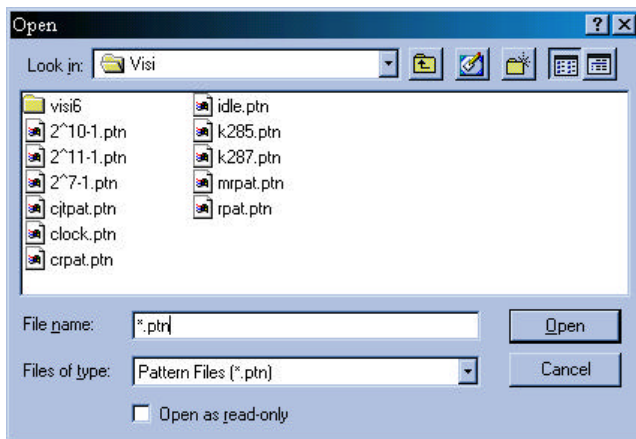 Open
Look in: Visi
visi6
2^10-1.ptn
2^11-1.ptn
2^7-1.ptn
cjtpat.ptn
clock.ptn
crpat.ptn
idle.ptn
k285.ptn
k287.ptn
mrpat.ptn
rpat.ptn
File name: *.ptn
Open
Files of type: Pattern Files (*.ptn)
Cancel
Open as read-only